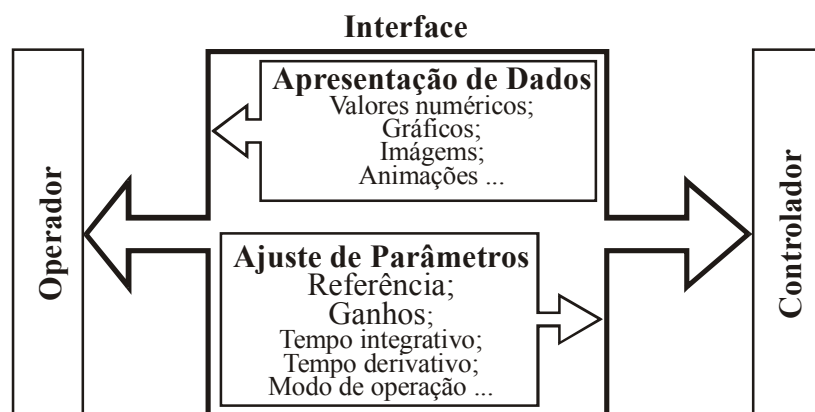 Interface
Operador
Apresentação de Dados
Valores numéricos;
Gráficos;
Imágems;
Animações ...
Ajuste de Parâmetros
Referência;
Ganhos;
Tempo integrativo;
Tempo derivativo;
Modo de operação ...
Controlador